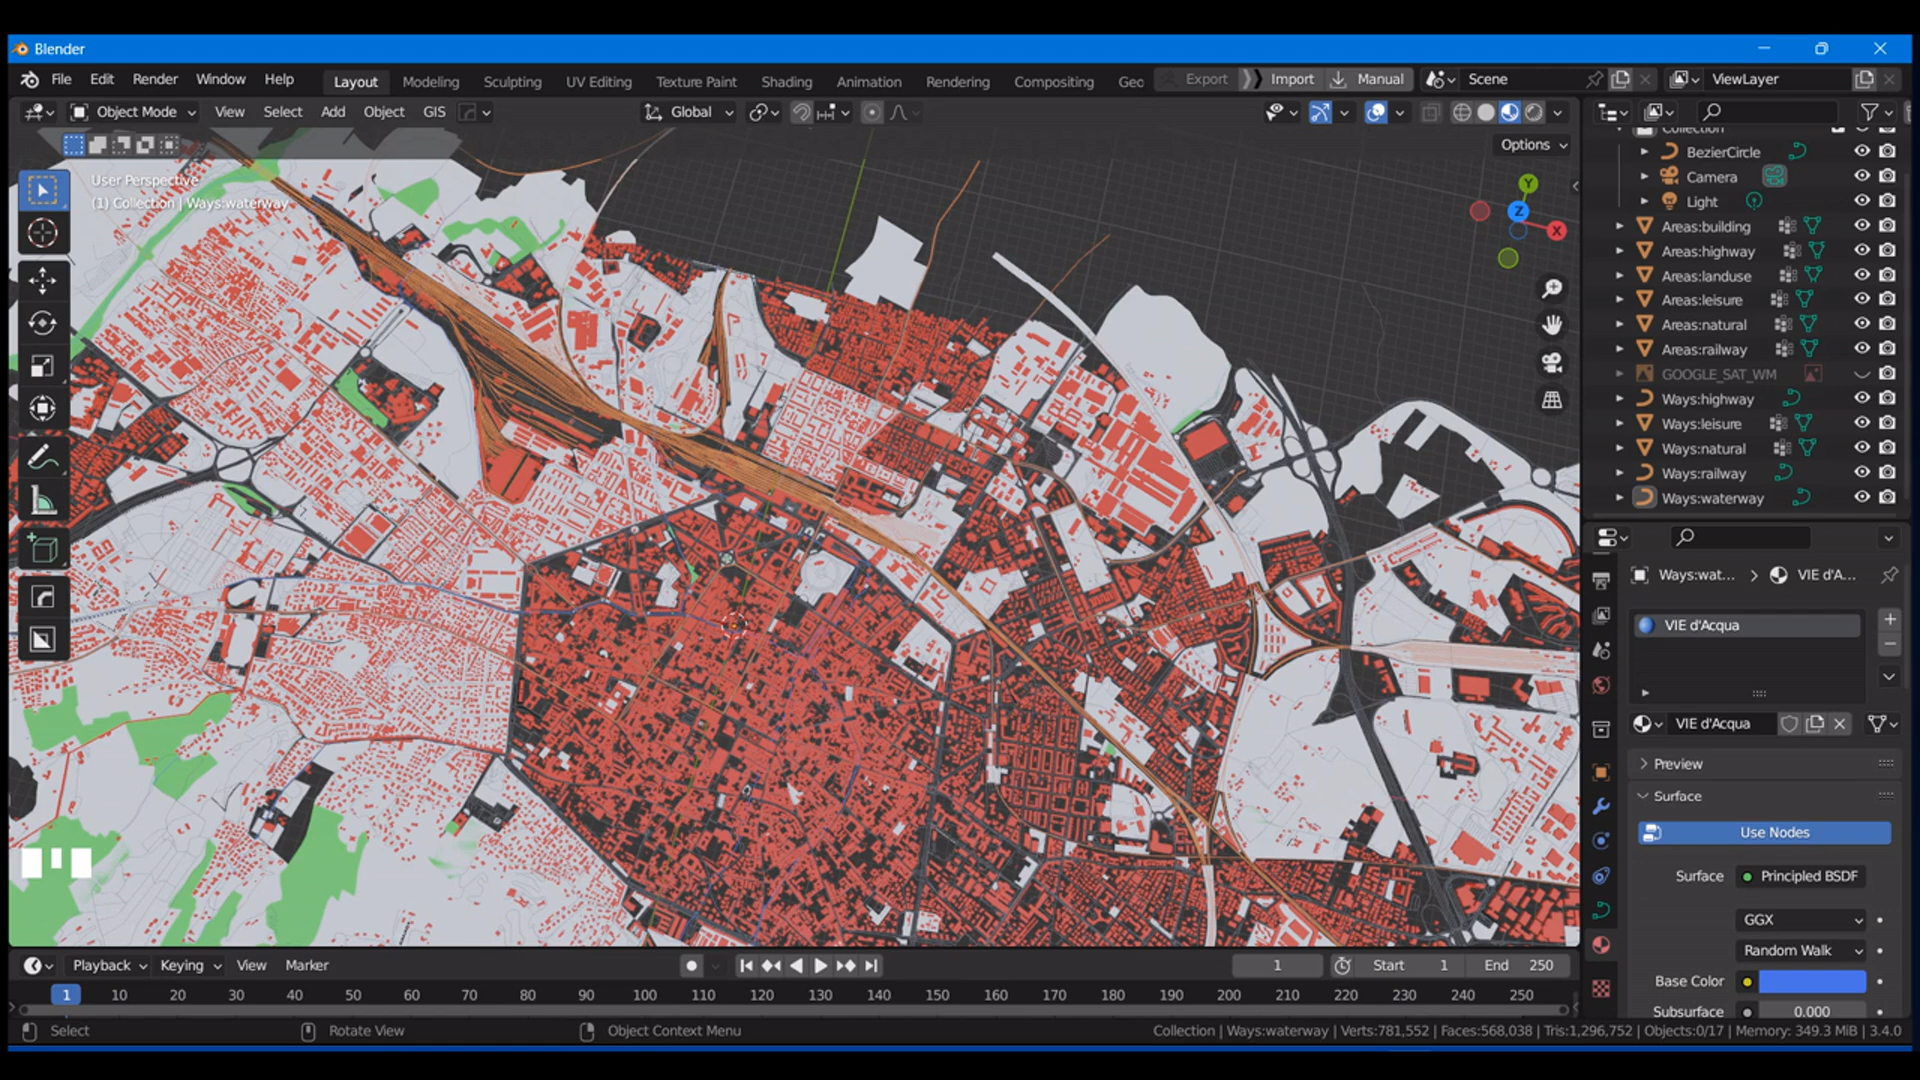 Blender
File Edit Render Window Help Layout Modeling Sculpting UV Editing Texture Paint Shading Animation Rendering Compositing Geo Export Import Manual Scene ViewLayer
Object Mode View Select Add Object GIS Global
Options
User Perspective
(1) Collection | Ways:waterway
Y
Z
X
Collection
BezierCircle
Camera
Light
Areas:building
Areas:highway
Areas:landuse
Areas:leisure
Areas:natural
Areas:railway
GOOGLE_SAT_WM
Ways:highway
Ways:leisure
Ways:natural
Ways:railway
Ways:waterway
Ways:wat... > VIE d'A...
VIE d'Acqua
VIE d'Acqua
Preview
Surface
Use Nodes
Surface Principled BSDF
GGX
Random Walk
Base Color
Subsurface 0.000
Playback Keying View Marker 1 Start 1 End 250
1 10 20 30 40 50 60 70 80 90 100 110 120 130 140 150 160 170 180 190 200 210 220 230 240 250
Select Rotate View Object Context Menu Collection | Ways:waterway | Verts:781,552 | Faces:568,038 | Tris:1,296,752 | Objects:0/17 | Memory: 349.3 MiB | 3.4.0